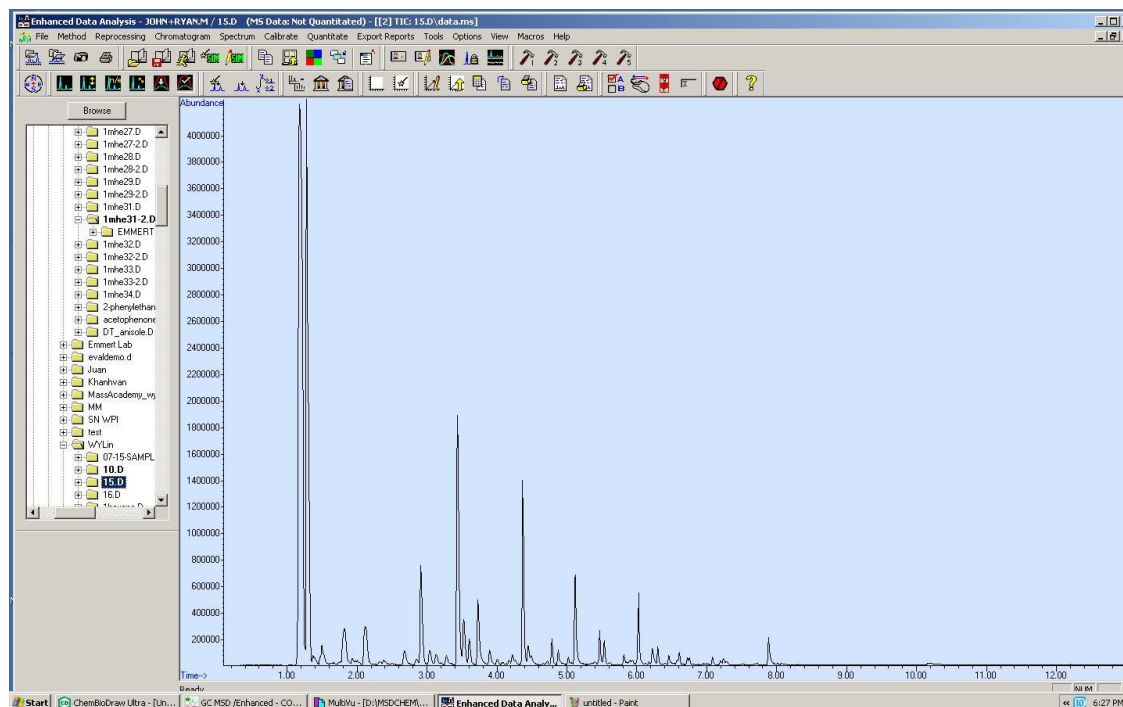 Enhanced Data Analysis - JOHN+RYAN.M / 15.D (MS Data: Not Quantitated) - [[2] TIC: 15.D\data.ms]
File Method Reprocessing Chromatogram Spectrum Calibrate Quantitate Export Reports Tools Options View Macros Help
Browse
1mhe27.D
1mhe27-2.D
1mhe28.D
1mhe28-2.D
1mhe29.D
1mhe29-2.D
1mhe31.D
1mhe31-2.D
EMMERT
1mhe32.D
1mhe32-2.D
1mhe33.D
1mhe33-2.D
1mhe34.D
2-phenylethan
acetophenone
DT_anisole.D
Emmert Lab
evaldemo.d
Juan
Khanhvan
MassAcademy_wy
MM
SN WPI
test
WYLin
07-15-SAMPL
10.D
15.D
16.D
Abundance
4000000
3800000
3600000
3400000
3200000
3000000
2800000
2600000
2400000
2200000
2000000
1800000
1600000
1400000
1200000
1000000
800000
600000
400000
200000
Time-->
1.00 2.00 3.00 4.00 5.00 6.00 7.00 8.00 9.00 10.00 11.00 12.00
Ready
NUM
Start ChemBioDraw Ultra - [Un... GC MSD /Enhanced - CO... MultiVu - [D:\MSDCHEM\... Enhanced Data Analy... untitled - Paint 6:27 PM